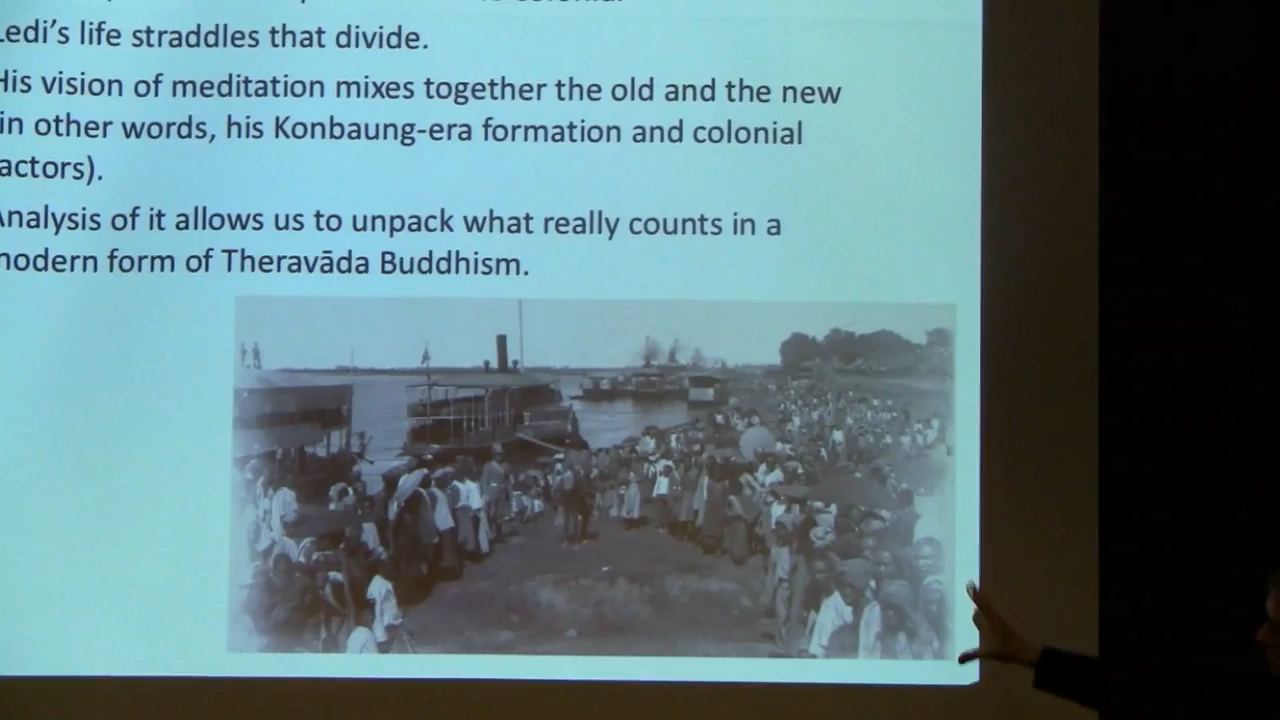 Ledi's life straddles that divide.
His vision of meditation mixes together the old and the new
in other words, his Konbaung-era formation and colonial
actors).
Analysis of it allows us to unpack what really counts in a
modern form of Theravāda Buddhism.